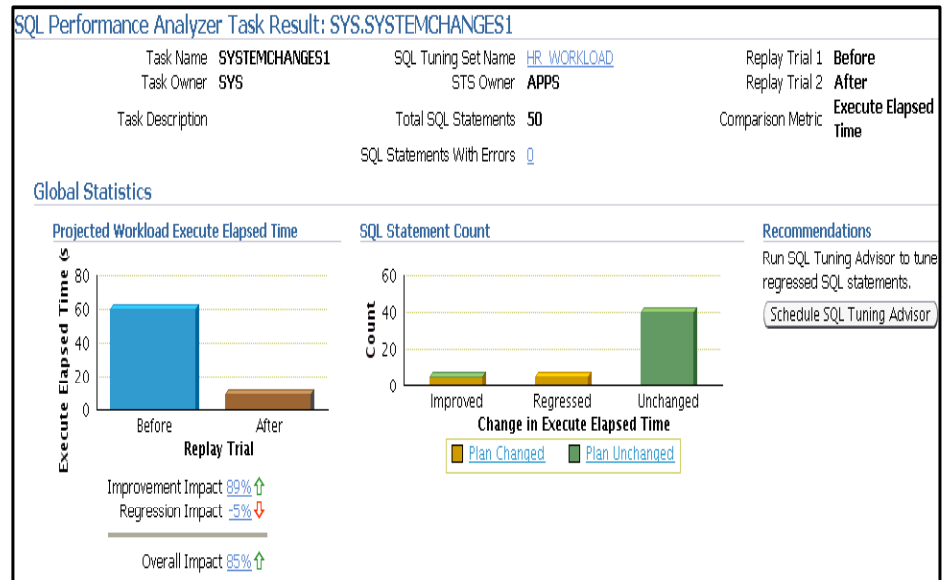 SQL Performance Analyzer Task Result: SYS.SYSTEMCHANGES1
Task Name SYSTEMCHANGES1
Task Owner SYS
Task Description
SQL Tuning Set Name HR_WORKLOAD
STS Owner APPS
Total SQL Statements 50
SQL Statements With Errors 0
Replay Trial 1 Before
Replay Trial 2 After
Comparison Metric Execute Elapsed
Time
Global Statistics
Projected Workload Execute Elapsed Time
Execute Elapsed Time (s
80
60
40
20
0
Before After
Replay Trial
Improvement Impact 89%
Regression Impact -5%
Overall Impact 85%
SQL Statement Count
Count
60
40
20
0
Improved Regressed Unchanged
Change in Execute Elapsed Time
Plan Changed Plan Unchanged
Recommendations
Run SQL Tuning Advisor to tune
regressed SQL statements.
Schedule SQL Tuning Advisor